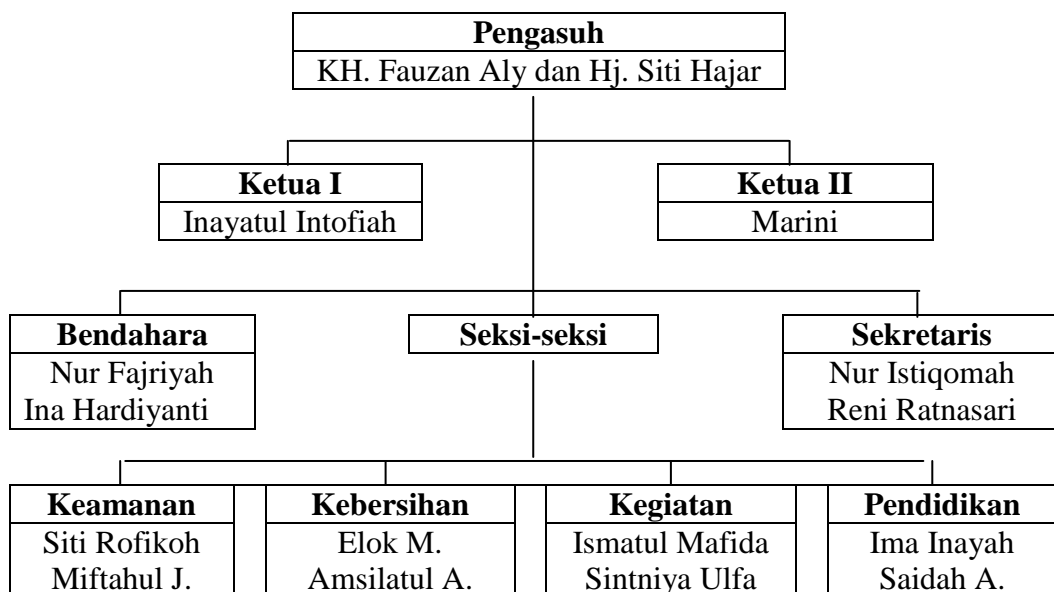 Pengasuh
KH. Fauzan Aly dan Hj. Siti Hajar
Ketua I
Inayatul Intofiah
Ketua II
Marini
Bendahara
Nur Fajriyah
Ina Hardiyanti
Seksi-seksi
Sekretaris
Nur Istiqomah
Reni Ratnasari
Keamanan
Siti Rofikoh
Miftahul J.
Kebersihan
Elok M.
Amsilatul A.
Kegiatan
Ismatul Mafida
Sintniya Ulfa
Pendidikan
Ima Inayah
Saidah A.